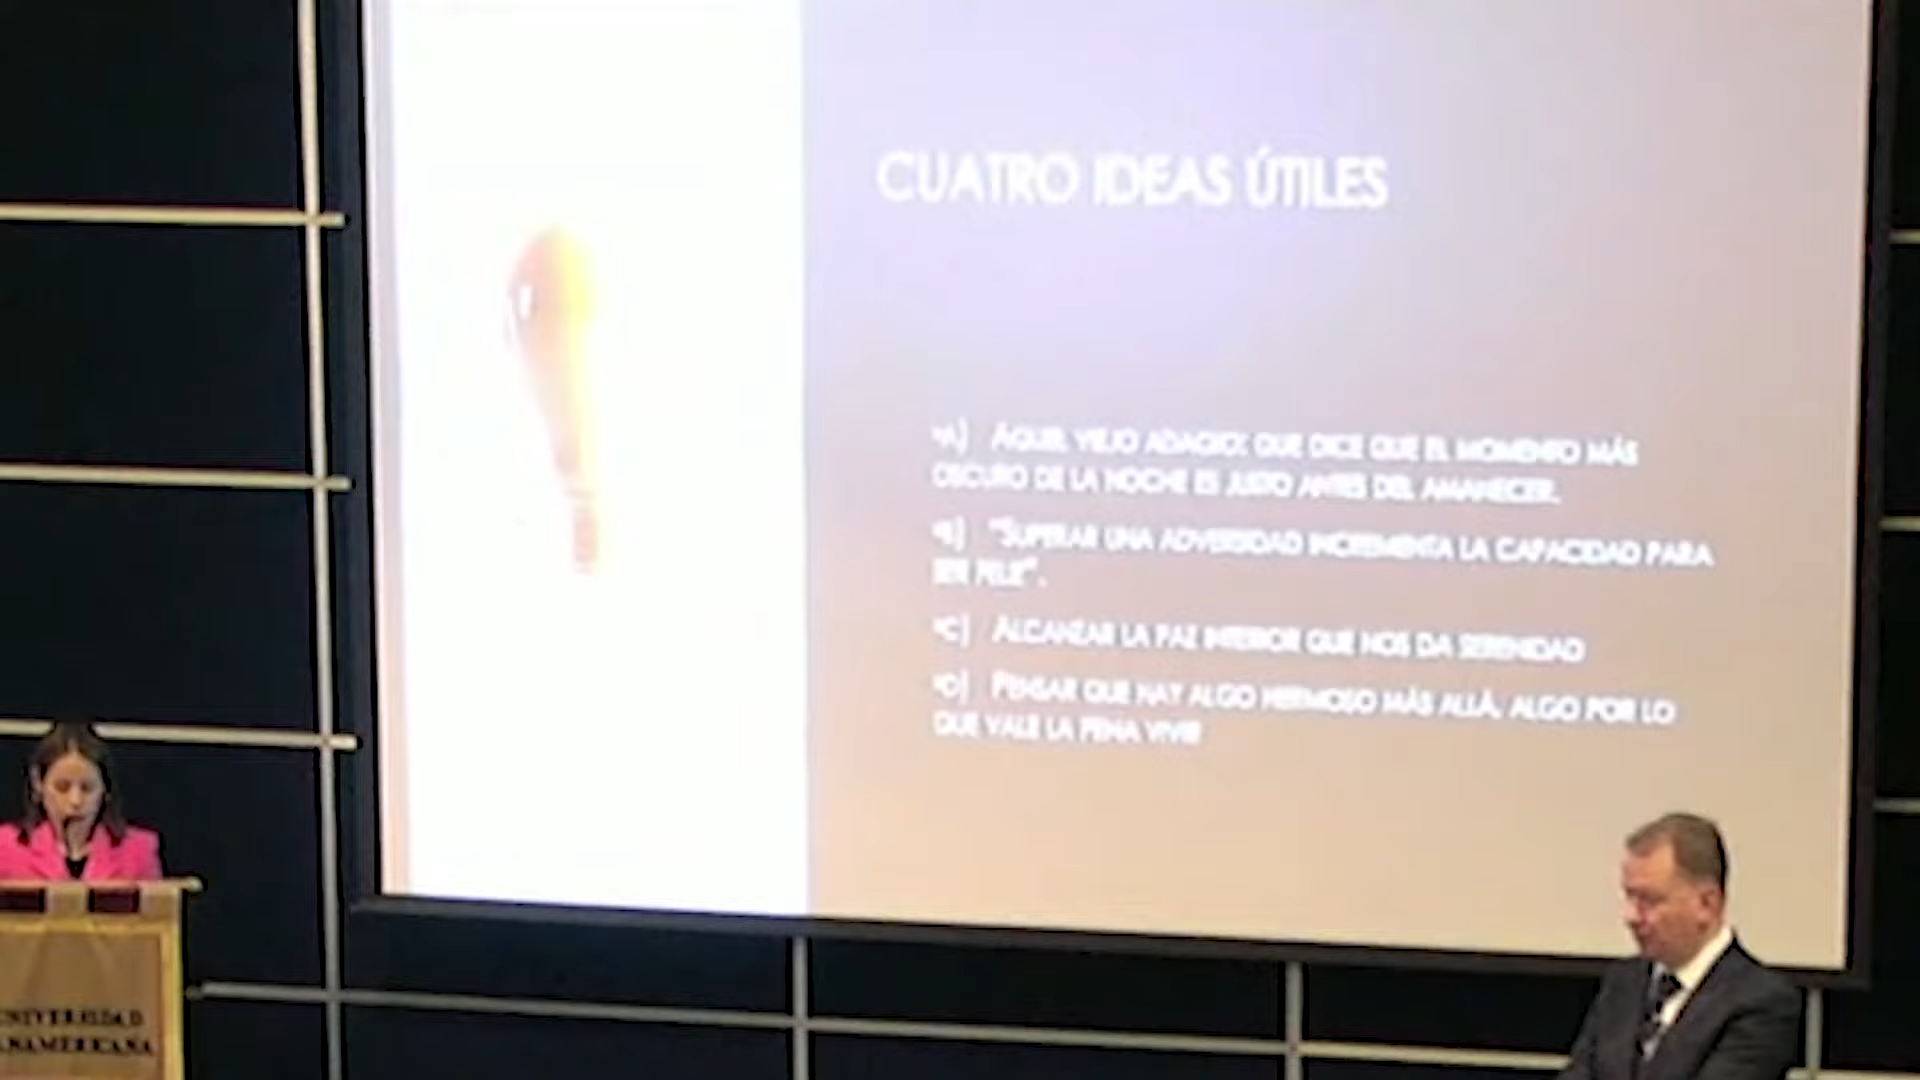 CUATRO IDEAS ÚTILES
A) AQUEL VIEJO ADAGIO: QUE DICE QUE EL MOMENTO MÁS
OSCURO DE LA NOCHE ES JUSTO ANTES DEL AMANECER.
B) "SUPERAR UNA ADVERSIDAD INCREMENTA LA CAPACIDAD PARA
SER FELIZ".
C) ALCANZAR LA PAZ INTERIOR QUE NOS DA SERENIDAD
D) PENSAR QUE HAY ALGO HERMOSO MÁS ALLÁ. ALGO POR LO
QUE VALE LA PENA VIVIR
UNIVERSIDAD
ANAMERICANA